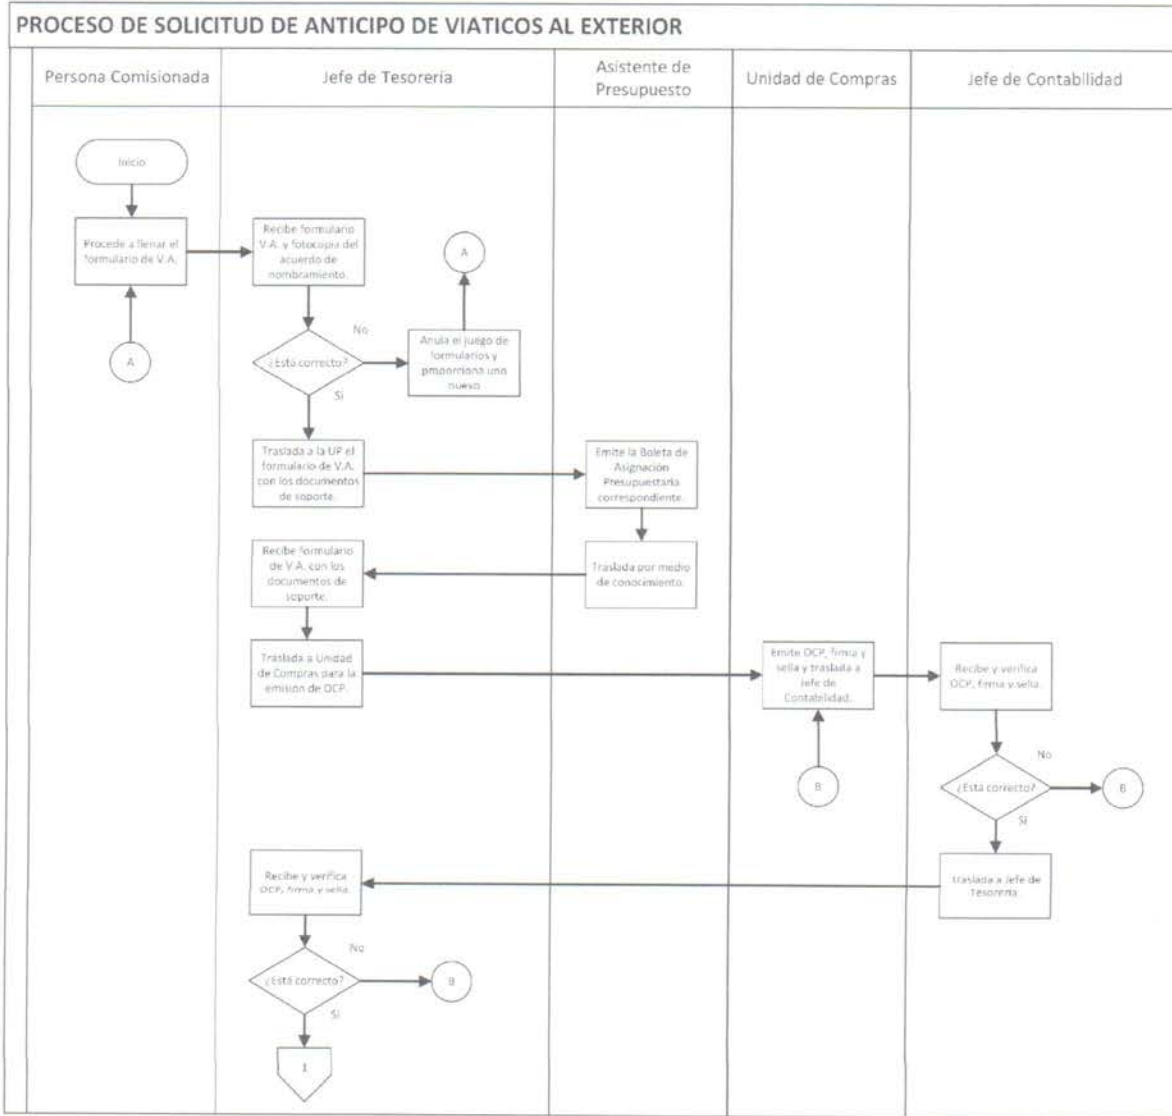 PROCESO DE SOLICITUD DE ANTICIPO DE VIATICOS AL EXTERIOR
Persona Comisionada
Jefe de Tesorería
Asistente de
Presupuesto
Unidad de Compras
Jefe de Contabilidad
Inicio
Procede a llenar el
formulario de V.A.
Recibe formulario
V.A. y fotocopia del
acuerdo de
nombramiento.
A
A
¿Está correcto?
No
Si
Anula el juego de
formularios y
proporciona uno
nuevo
Traslada a la UP el
formulario de V.A.
con los documentos
de soporte.
Emite la Boleta de
Asignación
Presupuestaria
correspondiente.
Recibe formulario
de V.A. con los
documentos de
soporte.
Traslada por medio
de conocimiento.
Traslada a Unidad
de Compras para la
emisión de OCP.
Emite OCP, firma y
sella y traslada a
Jefe de
Contabilidad.
Recibe y verifica
OCP, firma y sella.
B
¿Está correcto?
No
B
Si
Recibe y verifica
OCP, firma y sella.
traslada a Jefe de
Tesorería
¿Está correcto?
No
B
Si
1